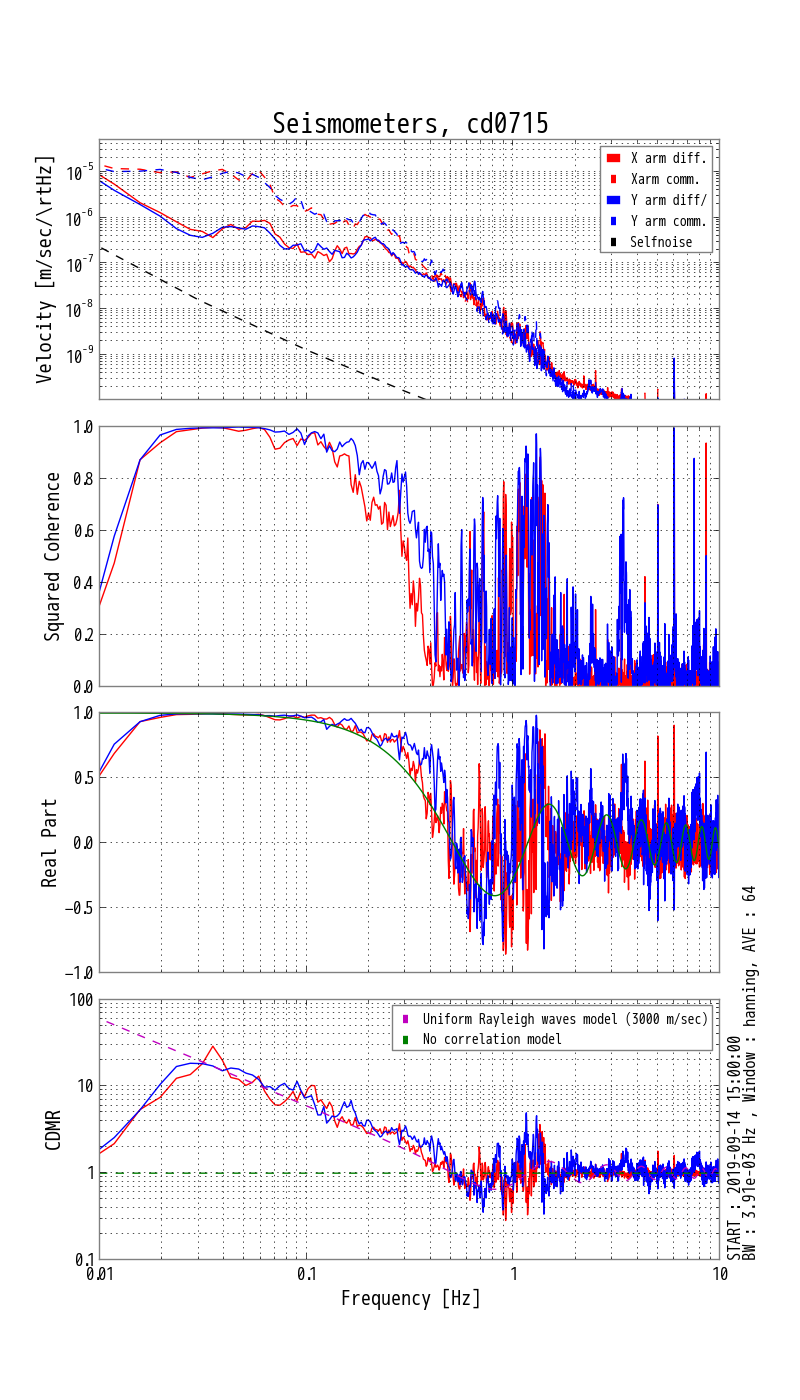 Seismometers, cd0715
Velocity [m/sec/\rtHz]
10^-5
10^-6
10^-7
10^-8
10^-9
X arm diff.
Xarm comm.
Y arm diff/
Y arm comm.
Selfnoise
Squared Coherence
1.0
0.8
0.6
0.4
0.2
0.0
Real Part
1.0
0.5
0.0
−0.5
−1.0
CDMR
100
10
1
0.1
Uniform Rayleigh waves model (3000 m/sec)
No correlation model
0.01
0.1
1
10
Frequency [Hz]
START : 2019-09-14 15:00:00
BW : 3.91e-03 Hz , Window : hanning, AVE : 64